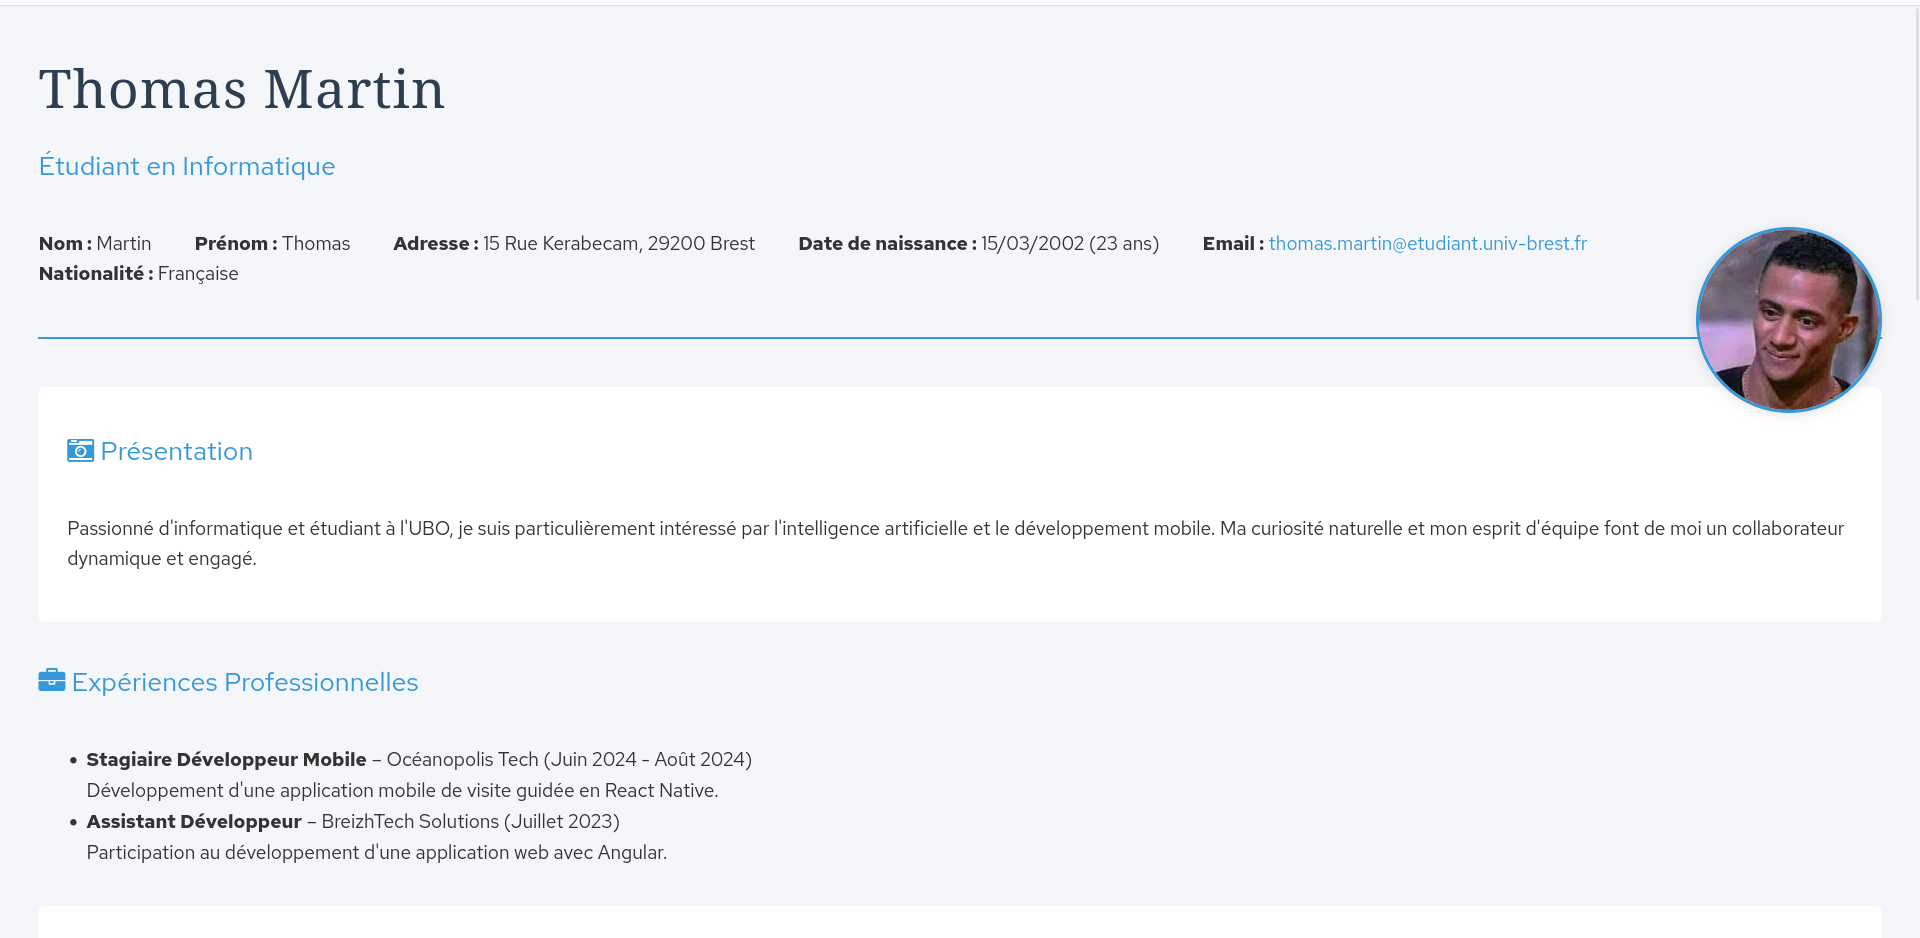 Thomas Martin
Étudiant en Informatique
Nom : Martin Prénom : Thomas Adresse : 15 Rue Kerabecam, 29200 Brest Date de naissance : 15/03/2002 (23 ans) Email : thomas.martin@etudiant.univ-brest.fr
Nationalité : Française
Présentation
Passionné d'informatique et étudiant à l'UBO, je suis particulièrement intéressé par l'intelligence artificielle et le développement mobile. Ma curiosité naturelle et mon esprit d'équipe font de moi un collaborateur
dynamique et engagé.
Expériences Professionnelles
• Stagiaire Développeur Mobile – Océanopolis Tech (Juin 2024 - Août 2024)
Développement d'une application mobile de visite guidée en React Native.
• Assistant Développeur – BreizhTech Solutions (Juillet 2023)
Participation au développement d'une application web avec Angular.